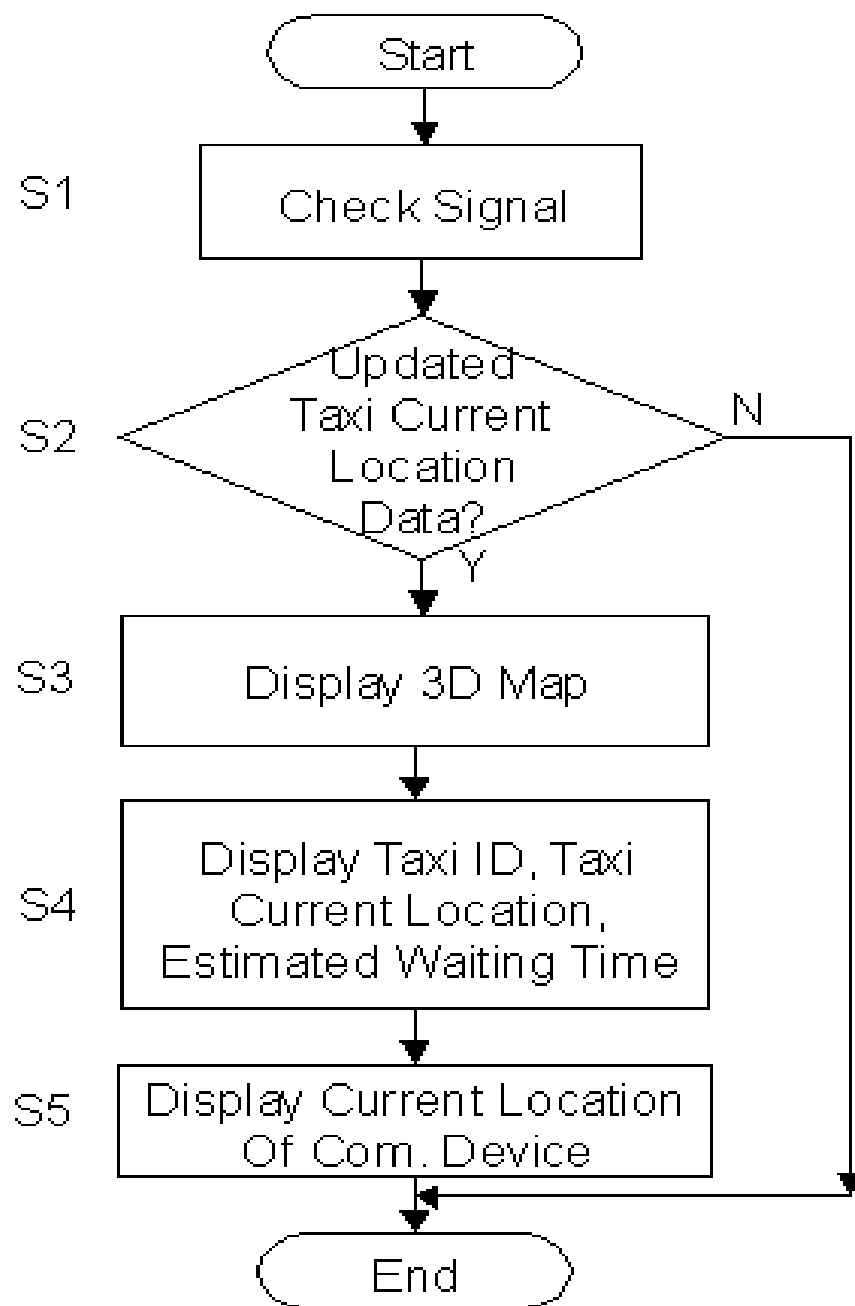 Start
S1
Check Signal
S2
Updated
Taxi Current
Location
Data?
N
Y
S3
Display 3D Map
S4
Display Taxi ID, Taxi
Current Location,
Estimated Waiting Time
S5
Display Current Location
Of Com. Device
End